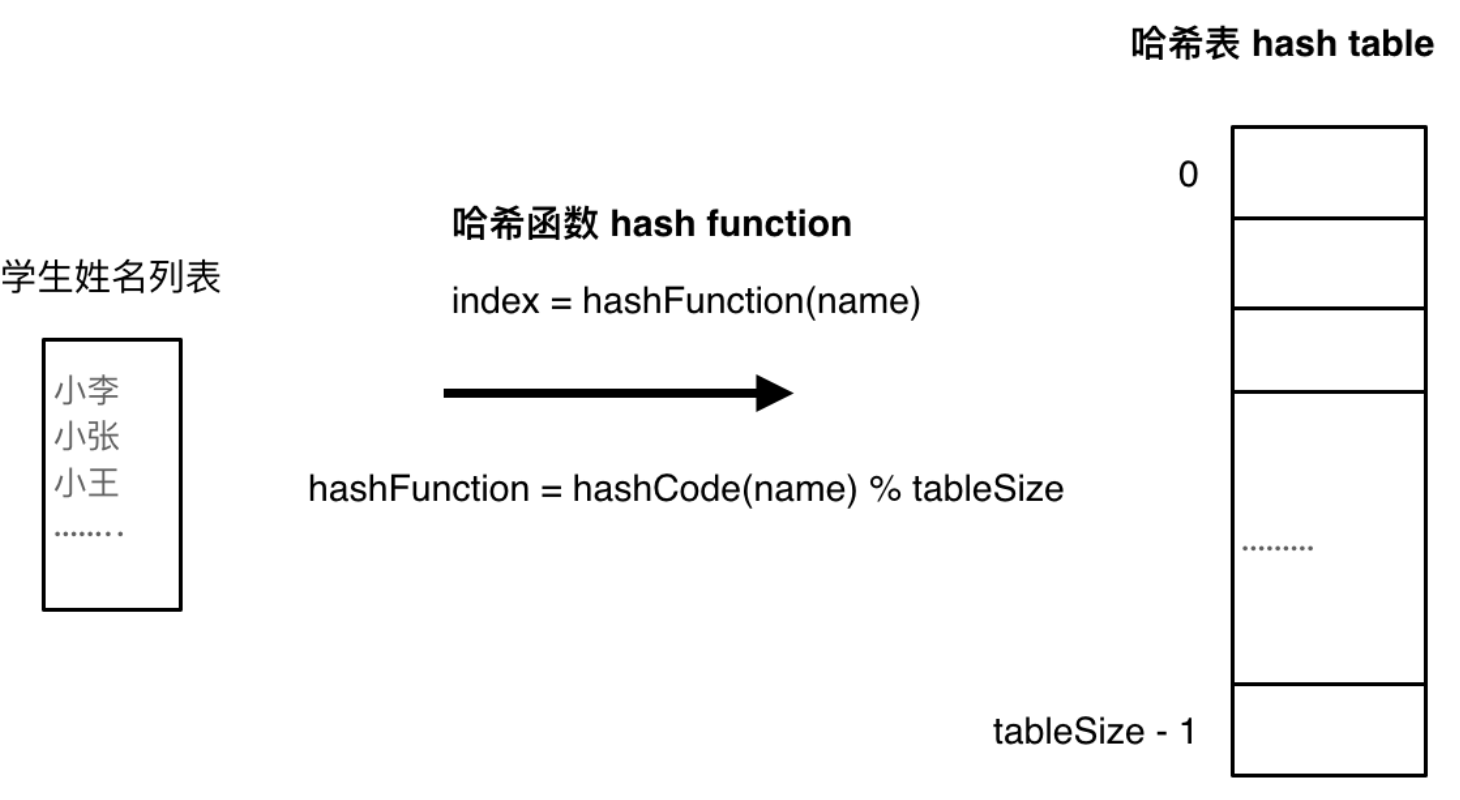 哈希表 hash table
0
哈希函数 hash function
学生姓名列表
index = hashFunction(name)
小李
小张
小王
........
hashFunction = hashCode(name) % tableSize
.........
tableSize - 1